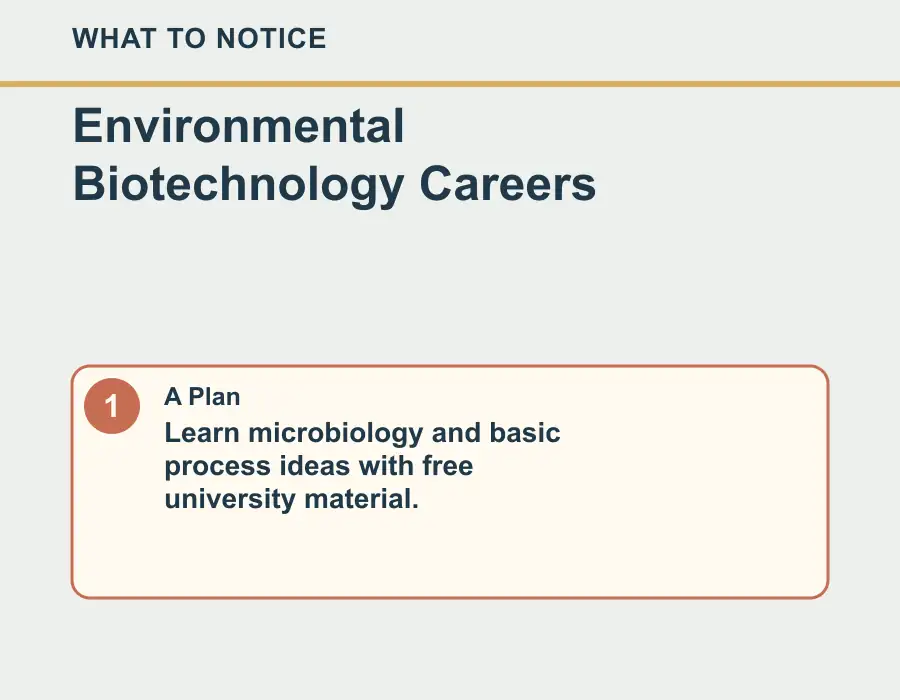 WHAT TO NOTICE
Environmental
Biotechnology Careers
1
A Plan
Learn microbiology and basic
process ideas with free
university material.